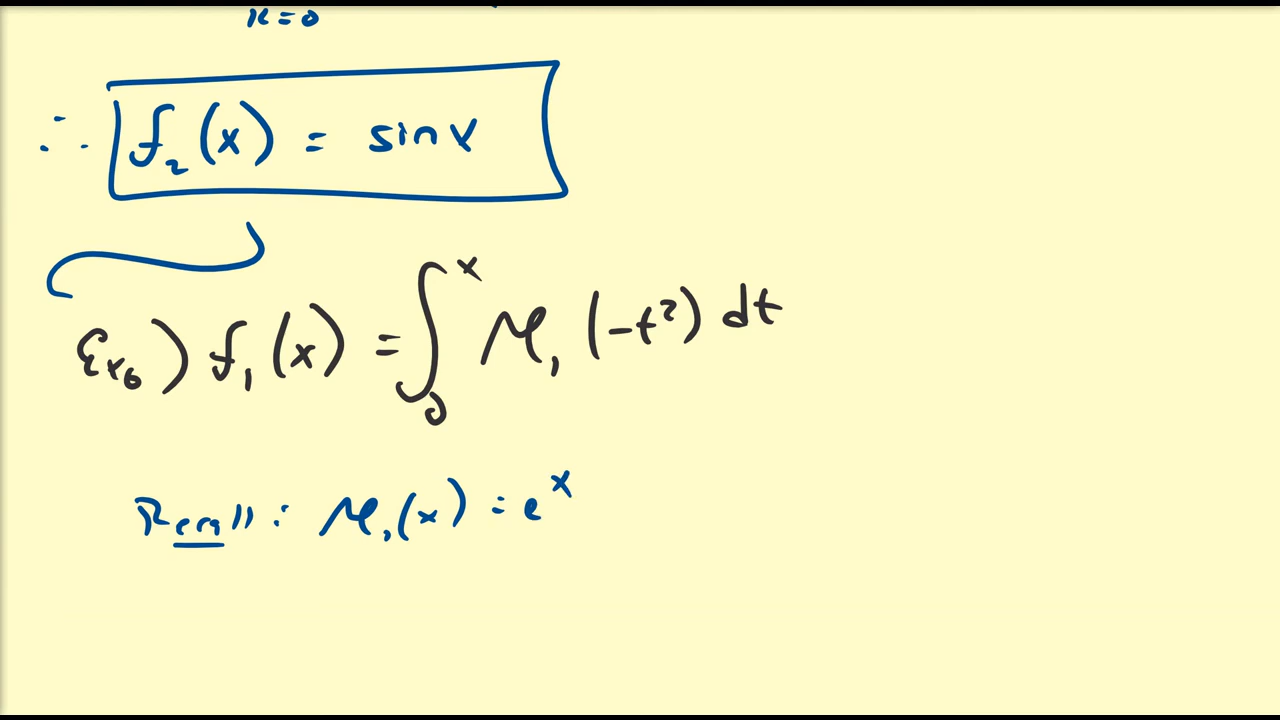 k=0
∴ f₂(x) = sin x
Ex6) f₁(x) = ∫₀ˣ M₁(-t²) dt
Recall: M₁(x) = eˣ